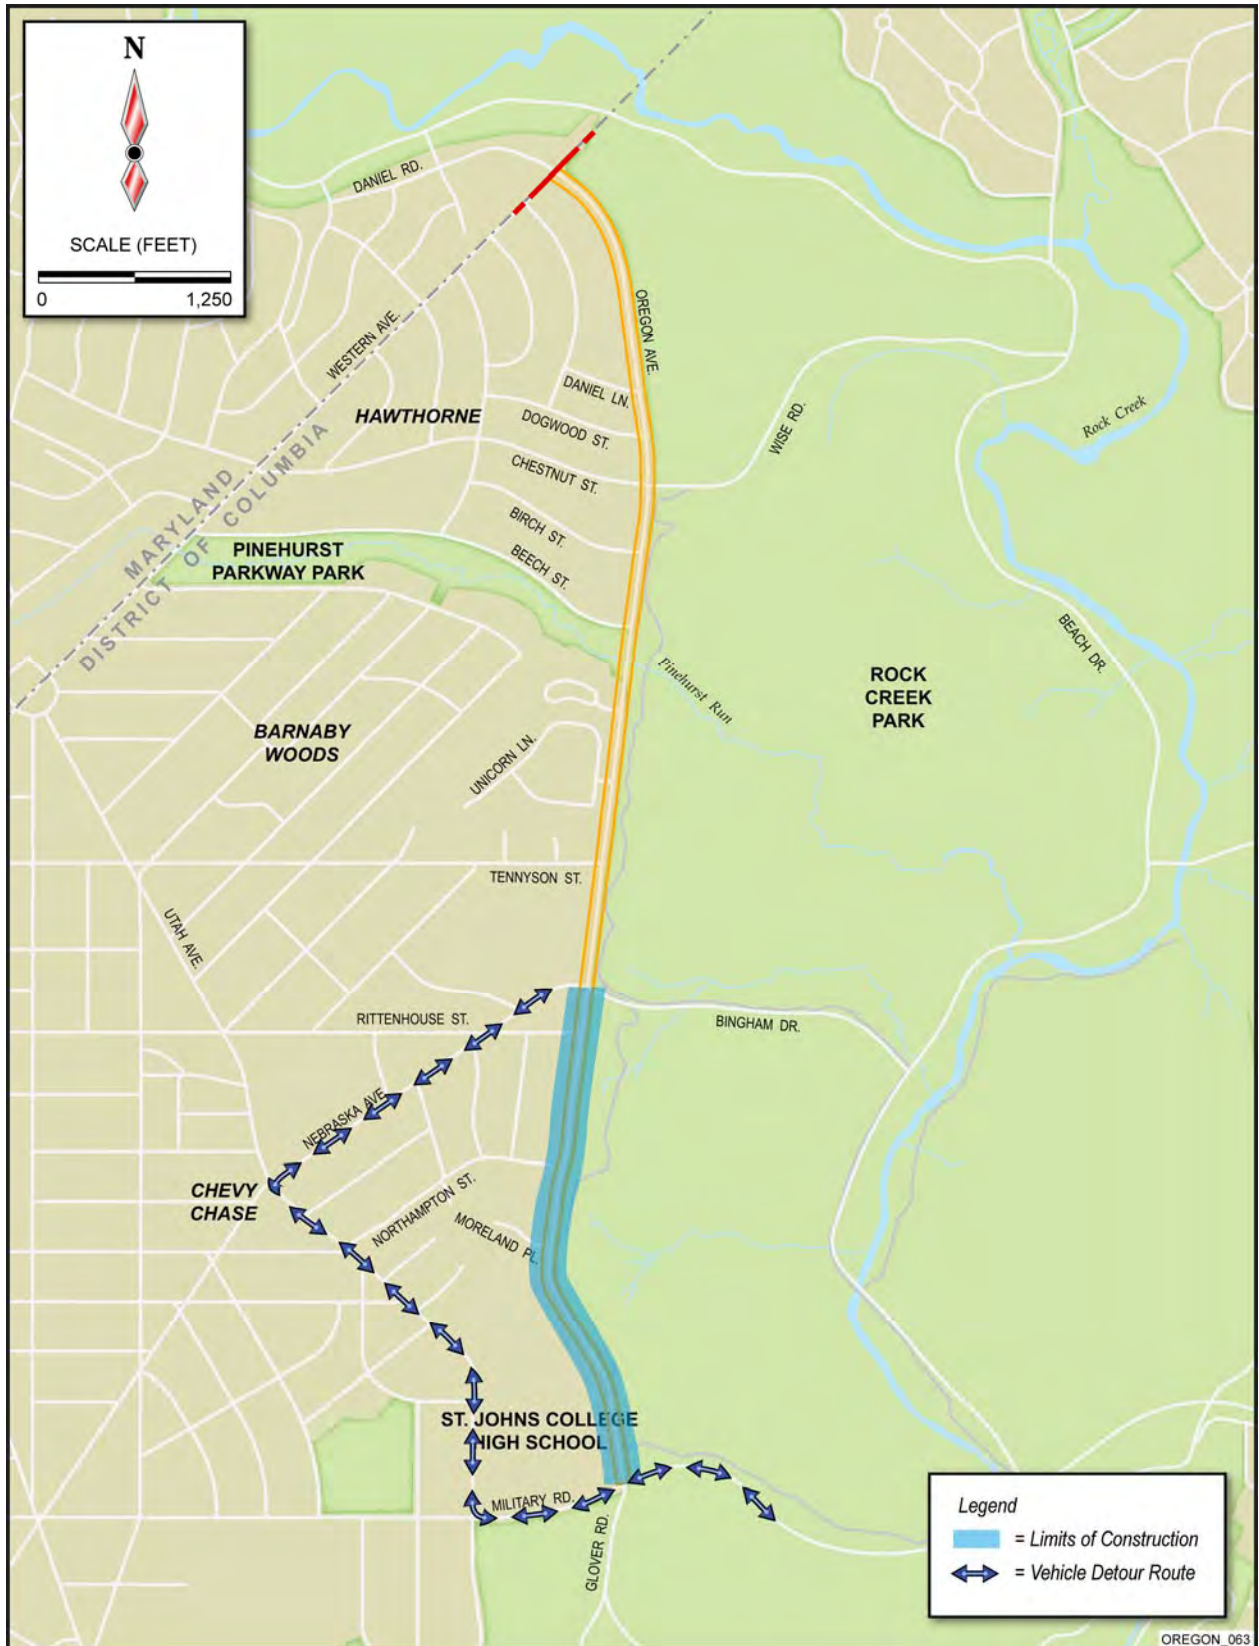 N
SCALE (FEET)
0 1,250
DANIEL RD.
WESTERN AVE.
OREGON AVE.
HAWTHORNE
DANIEL LN.
DOGWOOD ST.
CHESTNUT ST.
BIRCH ST.
BEECH ST.
WISE RD.
Rock Creek
MARYLAND
DISTRICT OF COLUMBIA
PINEHURST
PARKWAY PARK
BEACH DR.
Pinehurst Run
ROCK
CREEK
PARK
BARNABY
WOODS
UNICORN LN.
TENNYSON ST.
UTAH AVE.
RITTENHOUSE ST.
BINGHAM DR.
NEBRASKA AVE.
CHEVY
CHASE
NORTHAMPTON ST.
MORELAND PL.
ST. JOHNS COLLEGE
HIGH SCHOOL
MILITARY RD.
GLOVER RD.
Legend
= Limits of Construction
= Vehicle Detour Route
OREGON_063